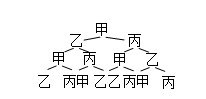 甲
乙 丙
甲 丙 甲 乙
乙 丙 甲 乙 乙 丙 甲 丙